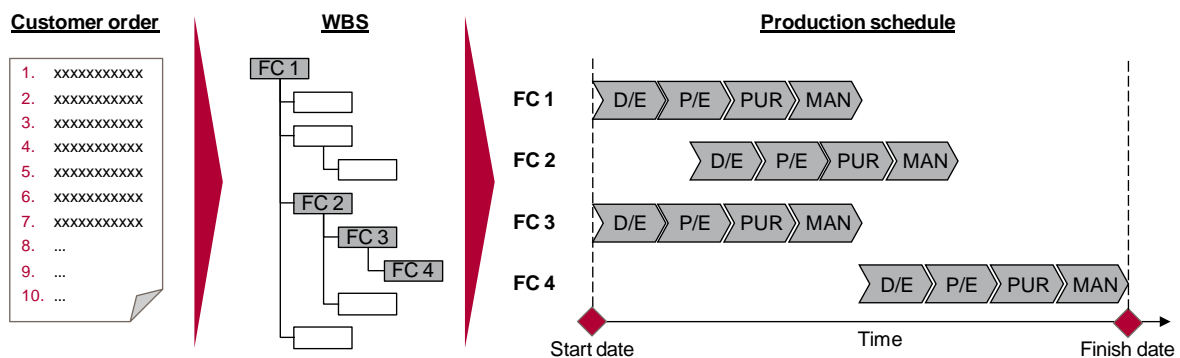 Customer order
WBS
Production schedule
1. xxxxxxxxxxx
2. xxxxxxxxxxx
3. xxxxxxxxxxx
4. xxxxxxxxxxx
5. xxxxxxxxxxx
6. xxxxxxxxxxx
7. xxxxxxxxxxx
8. ...
9. ...
10. ...
FC 1
FC 2
FC 3
FC 4
FC 1 D/E P/E PUR MAN
FC 2 D/E P/E PUR MAN
FC 3 D/E P/E PUR MAN
FC 4 D/E P/E PUR MAN
Start date
Time
Finish date